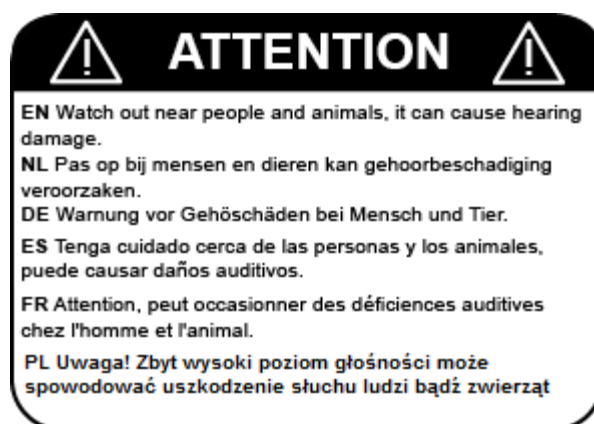 ATTENTION
EN Watch out near people and animals, it can cause hearing
damage.
NL Pas op bij mensen en dieren kan gehoorbeschadiging
veroorzaken.
DE Warnung vor Gehöschäden bei Mensch und Tier.
ES Tenga cuidado cerca de las personas y los animales,
puede causar daños auditivos.
FR Attention, peut occasionner des déficiences auditives
chez l'homme et l'animal.
PL Uwaga! Zbyt wysoki poziom głośności może
spowodować uszkodzenie słuchu ludzi bądź zwierząt